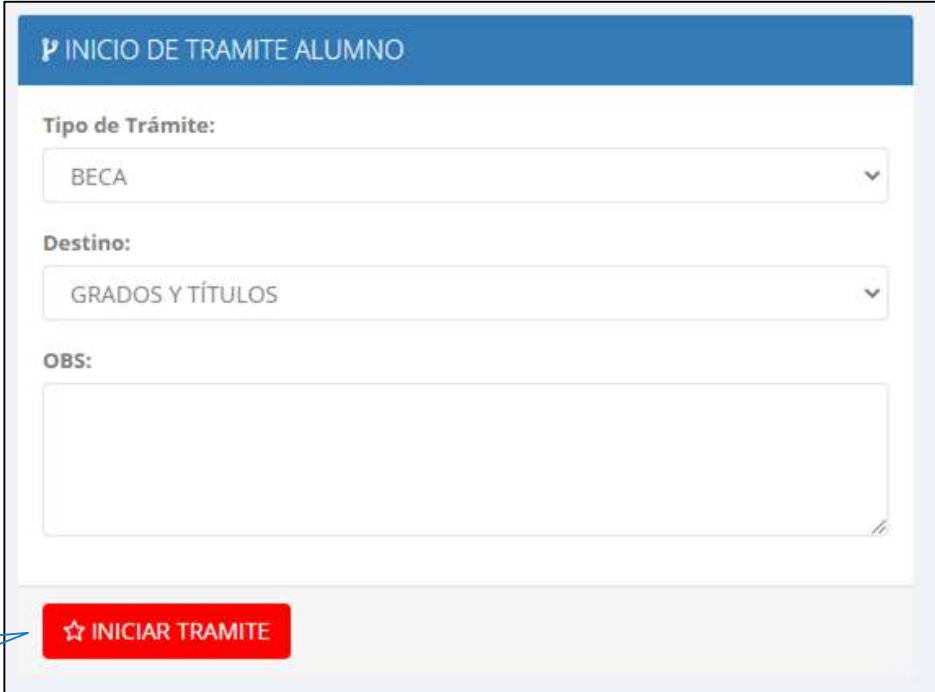 INICIO DE TRAMITE ALUMNO
Tipo de Trámite:
BECA
Destino:
GRADOS Y TÍTULOS
OBS:
INICIAR TRAMITE